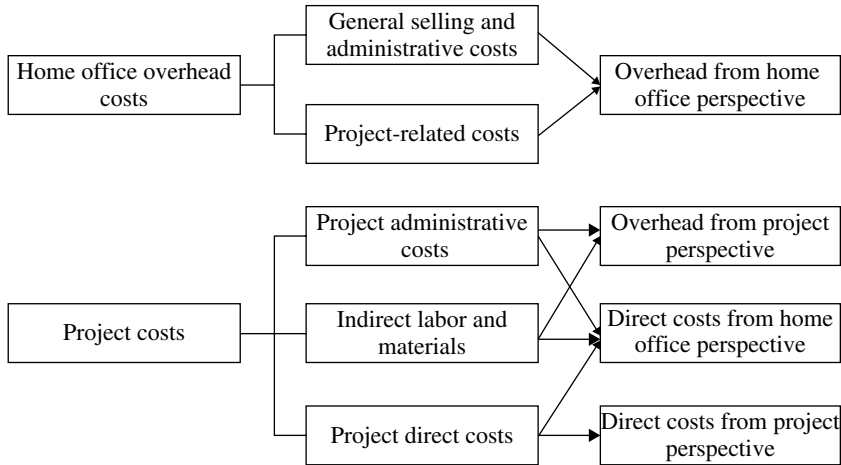 General selling and
administrative costs
Home office overhead
costs
Overhead from home
office perspective
Project-related costs
Project administrative
costs
Overhead from project
perspective
Project costs
Indirect labor and
materials
Direct costs from home
office perspective
Project direct costs
Direct costs from project
perspective